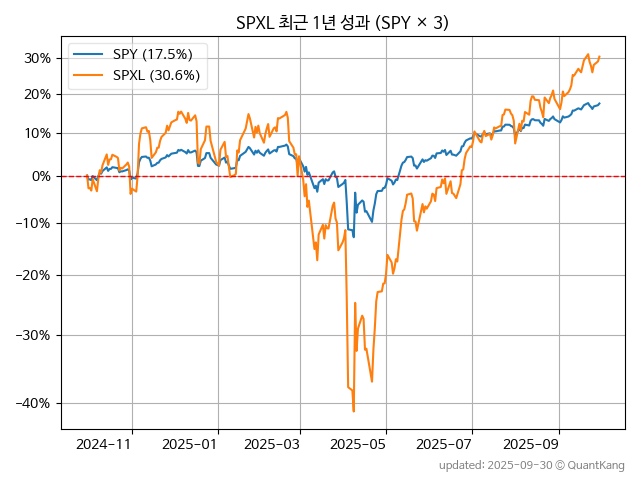 SPXL 최근 1년 성과 (SPY × 3)
SPY (17.5%)
SPXL (30.6%)
30%
20%
10%
0%
−10%
−20%
−30%
−40%
2024−11 2025−01 2025−03 2025−05 2025−07 2025−09
updated: 2025-09-30 © QuantKang